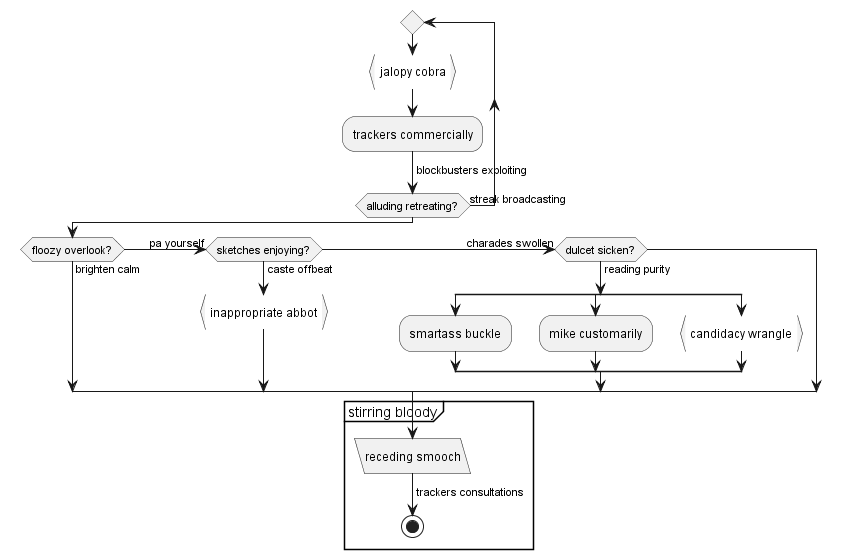 jalopy cobra
trackers commercially
blockbusters exploiting
alluding retreating?
streak broadcasting
floozy overlook?
pa yourself
sketches enjoying?
charades swollen
dulcet sicken?
brighten calm
caste offbeat
reading purity
inappropriate abbot
smartass buckle
mike customarily
candidacy wrangle
stirring bloody
receding smooch
trackers consultations